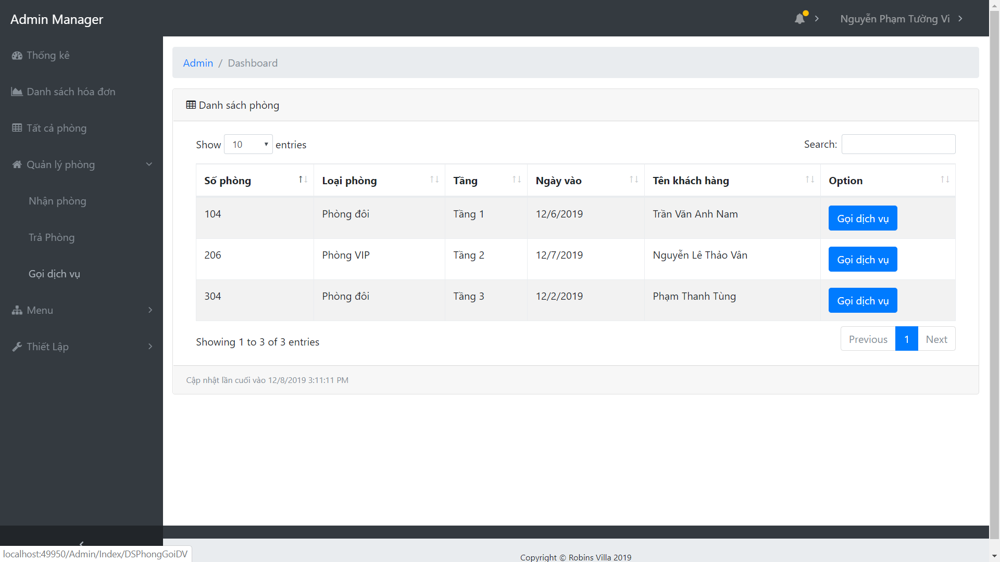 Admin Manager
Nguyễn Phạm Tường Vi
Thống kê
Danh sách hóa đơn
Tất cả phòng
Quản lý phòng
Nhận phòng
Trả Phòng
Gọi dịch vụ
Menu
Thiết Lập
Admin / Dashboard
Danh sách phòng
Show 10 entries
Search:
Số phòng Loại phòng Tầng Ngày vào Tên khách hàng Option
104 Phòng đôi Tầng 1 12/6/2019 Trần Văn Anh Nam Gọi dịch vụ
206 Phòng VIP Tầng 2 12/7/2019 Nguyễn Lê Thảo Vân Gọi dịch vụ
304 Phòng đôi Tầng 3 12/2/2019 Phạm Thanh Tùng Gọi dịch vụ
Showing 1 to 3 of 3 entries
Previous 1 Next
Cập nhật lần cuối vào 12/8/2019 3:11:11 PM
localhost:49950/Admin/Index/DSPhongGoiDV
Copyright © Robins Villa 2019